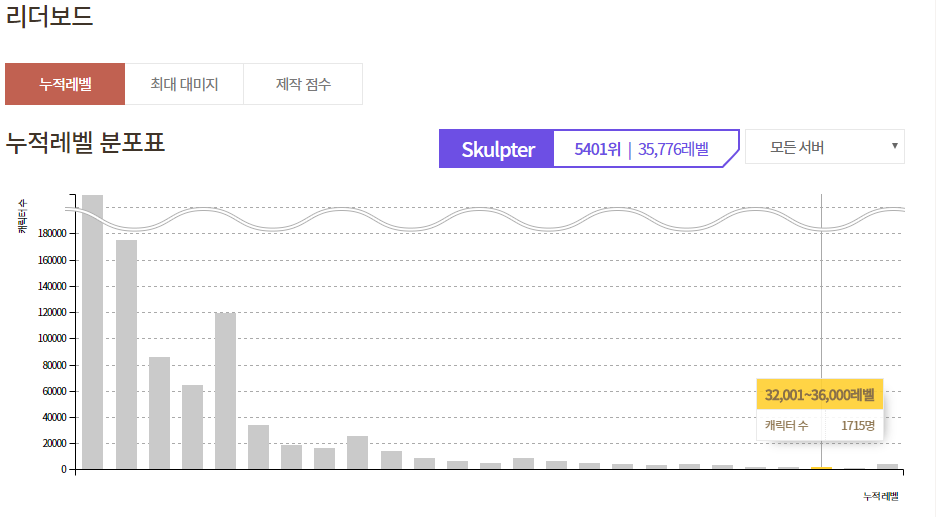 리더보드
누적레벨 최대 대미지 제작 점수
누적레벨 분포표
Skulpter 5401위 | 35,776레벨
모든 서버 ▼
캐릭터 수
180000
160000
140000
120000
100000
80000
60000
40000
20000
0
32,001~36,000레벨
캐릭터 수 1715명
누적레벨